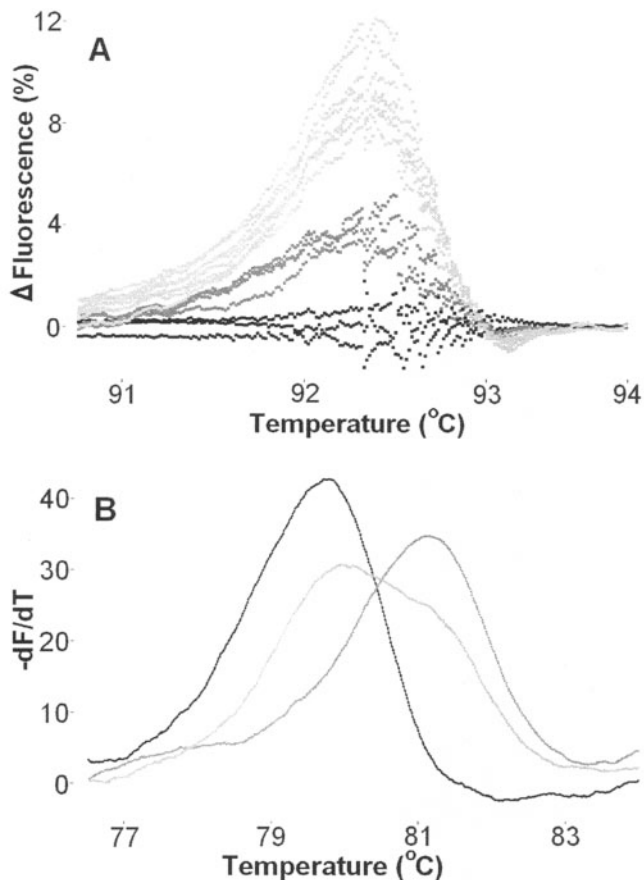 A
Δ Fluorescence (%)
12
8
4
0
91 92 93 94
Temperature (°C)
B
-dF/dT
40
30
20
10
0
77 79 81 83
Temperature (°C)